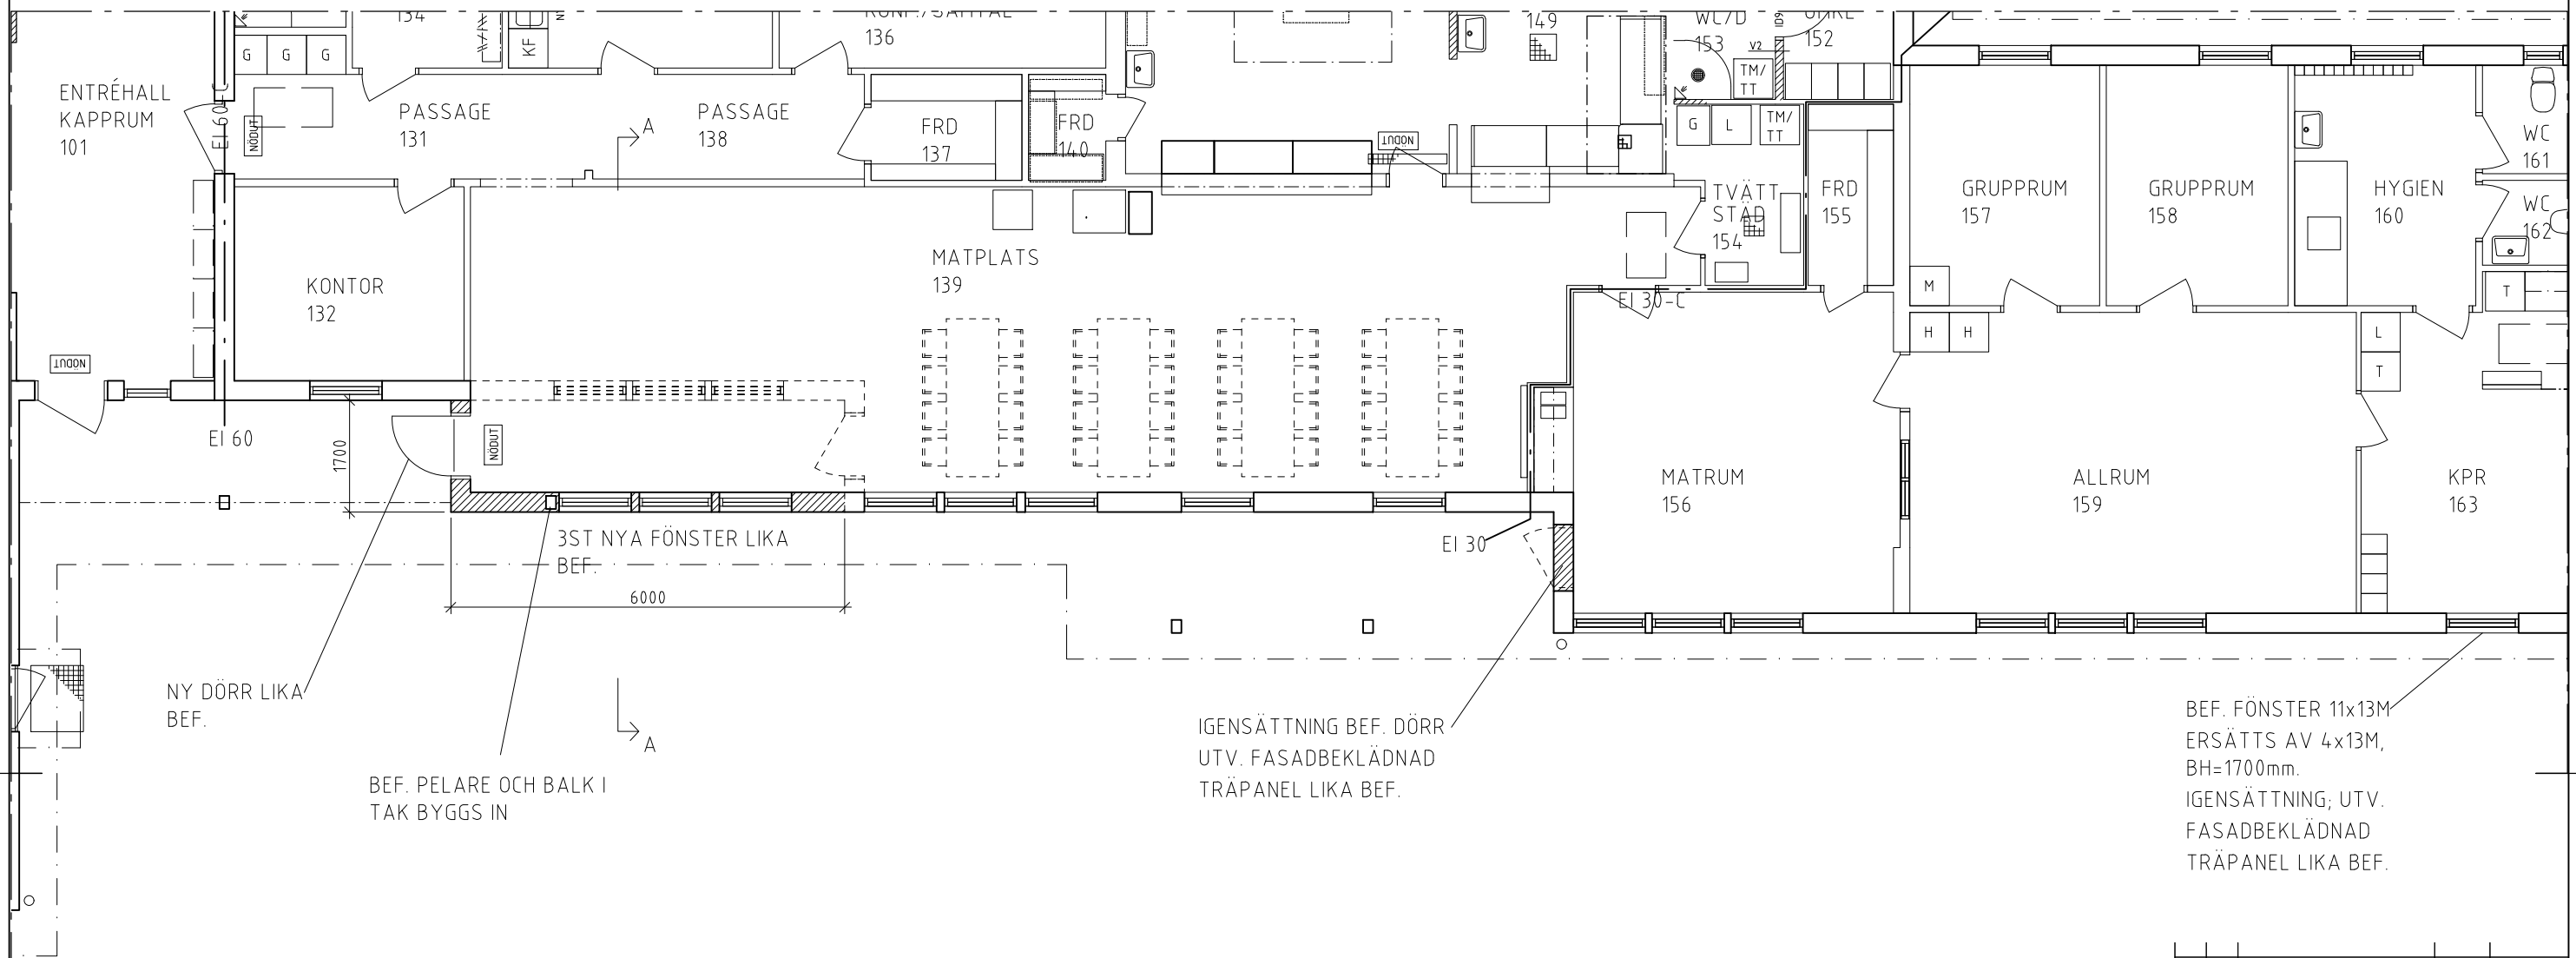 134
136
149
WC/D
153
152
ID9
V2
G
G
G
KF
TM/
TT
ENTRÉHALL
KAPPRUM
101
EI 60-C
NÖDUT
PASSAGE
131
A
PASSAGE
138
FRD
137
FRD
140
NÖDUT
G
L
TM/
TT
TVÄTT
STÄD
154
FRD
155
GRUPPRUM
157
GRUPPRUM
158
HYGIEN
160
WC
161
WC
162
KONTOR
132
MATPLATS
139
EI 30-C
M
T
H
H
L
T
NÖDUT
EI 60
1700
NÖDUT
MATRUM
156
ALLRUM
159
KPR
163
3ST NYA FÖNSTER LIKA
BEF.
EI 30
6000
NY DÖRR LIKA
BEF.
A
BEF. PELARE OCH BALK I
TAK BYGGS IN
IGENSÄTTNING BEF. DÖRR
UTV. FASADBEKLÄDNAD
TRÄPANEL LIKA BEF.
BEF. FÖNSTER 11x13M
ERSÄTTS AV 4x13M,
BH=1700mm.
IGENSÄTTNING; UTV.
FASADBEKLÄDNAD
TRÄPANEL LIKA BEF.